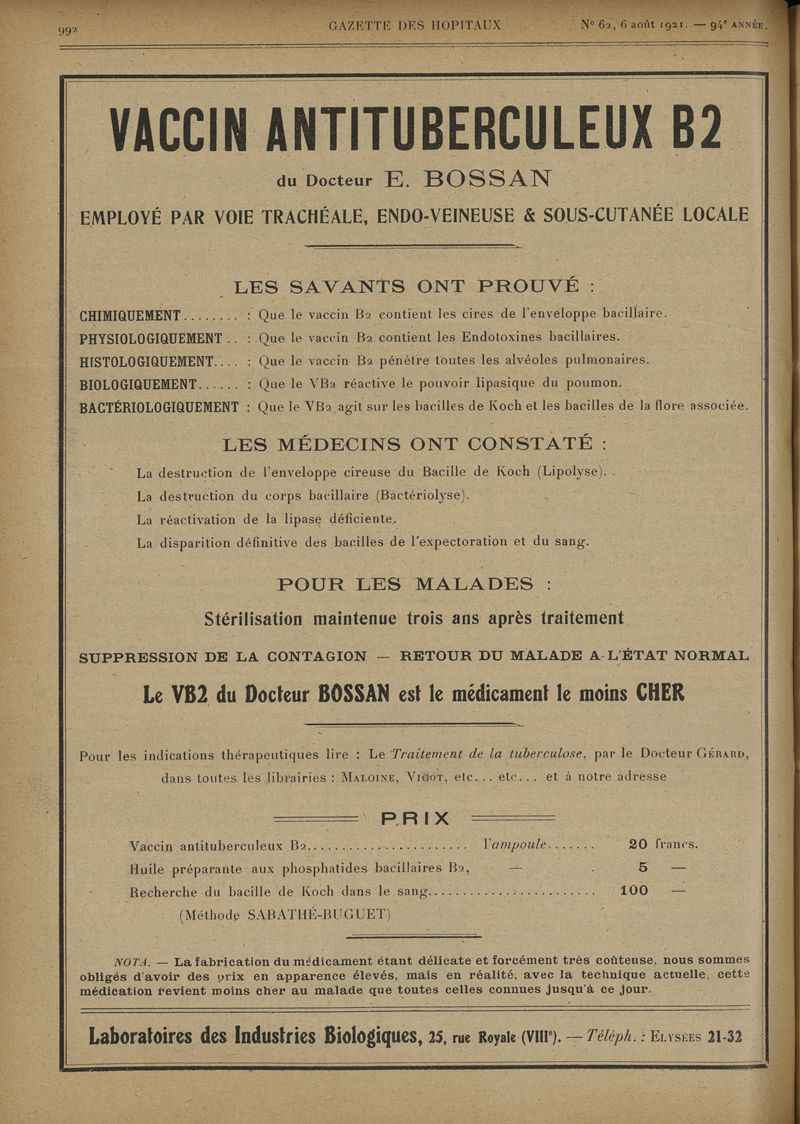 992
GAZETTE DES HOPITAUX
N° 62, 6 août 1921. — 94e ANNÉE.
VACCIN ANTITUBERCULEUX B2
du Docteur E. BOSSAN
EMPLOYÉ PAR VOIE TRACHÉALE, ENDO-VEINEUSE & SOUS-CUTANÉE LOCALE
LES SAVANTS ONT PROUVÉ :
CHIMIQUEMENT........ : Que le vaccin B2 contient les cires de l'enveloppe bacillaire.
PHYSIOLOGIQUEMENT .. : Que le vaccin B2 contient les Endotoxines bacillaires.
HISTOLOGIQUEMENT.... : Que le vaccin B2 pénètre toutes les alvéoles pulmonaires.
BIOLOGIQUEMENT...... : Que le VB2 réactive le pouvoir lipasique du poumon.
BACTÉRIOLOGIQUEMENT : Que le VB2 agit sur les bacilles de Koch et les bacilles de la flore associée.
LES MÉDECINS ONT CONSTATÉ :
La destruction de l'enveloppe cireuse du Bacille de Koch (Lipolyse).
La destruction du corps bacillaire (Bactériolyse).
La réactivation de la lipase déficiente.
La disparition définitive des bacilles de l'expectoration et du sang.
POUR LES MALADES :
Stérilisation maintenue trois ans après traitement
SUPPRESSION DE LA CONTAGION — RETOUR DU MALADE A L'ÉTAT NORMAL
Le VB2 du Docteur BOSSAN est le médicament le moins CHER
Pour les indications thérapeutiques lire : Le Traitement de la tuberculose, par le Docteur GÉRARD,
dans toutes les librairies : MALOINE, VIGOT, etc... etc... et à notre adresse
PRIX
Vaccin antituberculeux B2........................ l'ampoule....... 20 francs.
Huile préparante aux phosphatides bacillaires B2, — . 5 —
Recherche du bacille de Koch dans le sang......................... 100 —
(Méthode SABATHÉ-BUGUET)
NOTA. — La fabrication du médicament étant délicate et forcément très coûteuse, nous sommes
obligés d'avoir des prix en apparence élevés, mais en réalité, avec la technique actuelle, cette
médication revient moins cher au malade que toutes celles connues jusqu'à ce jour.
Laboratoires des Industries Biologiques, 25, rue Royale (VIIIe). — Téléph. : ELYSÉES 21-32